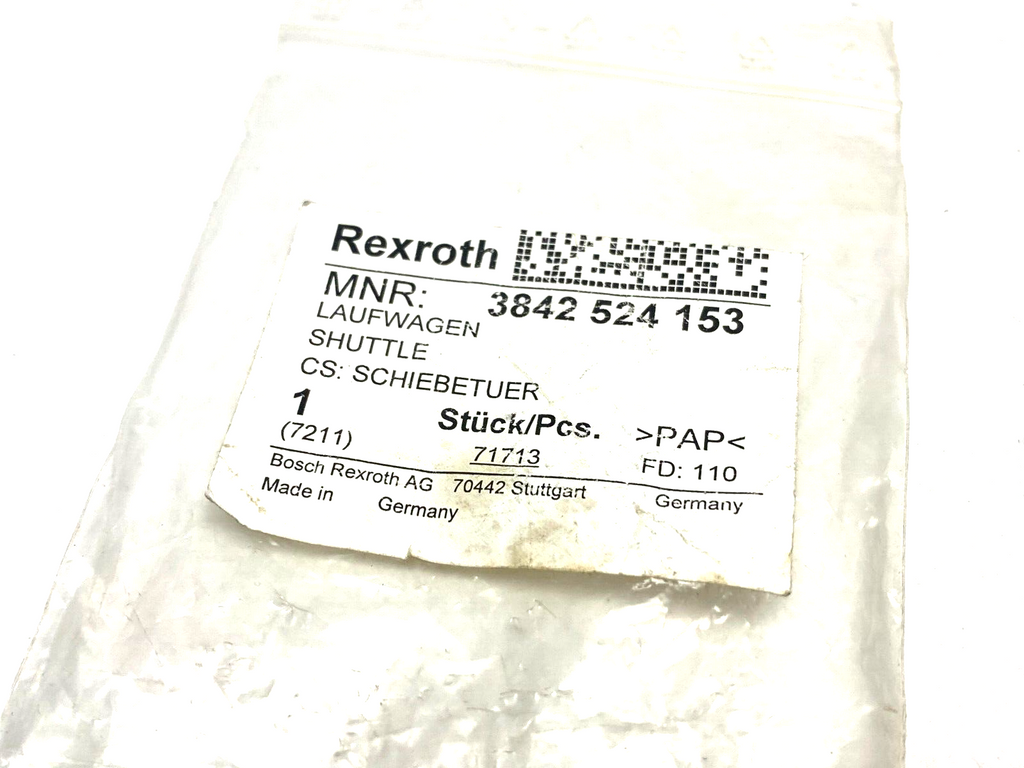 Rexroth
MNR: 3842 524 153
LAUFWAGEN
SHUTTLE
CS: SCHIEBETUER
1 Stück/Pcs. >PAP<
(7211) 71713 FD: 110
Bosch Rexroth AG 70442 Stuttgart Germany
Made in Germany